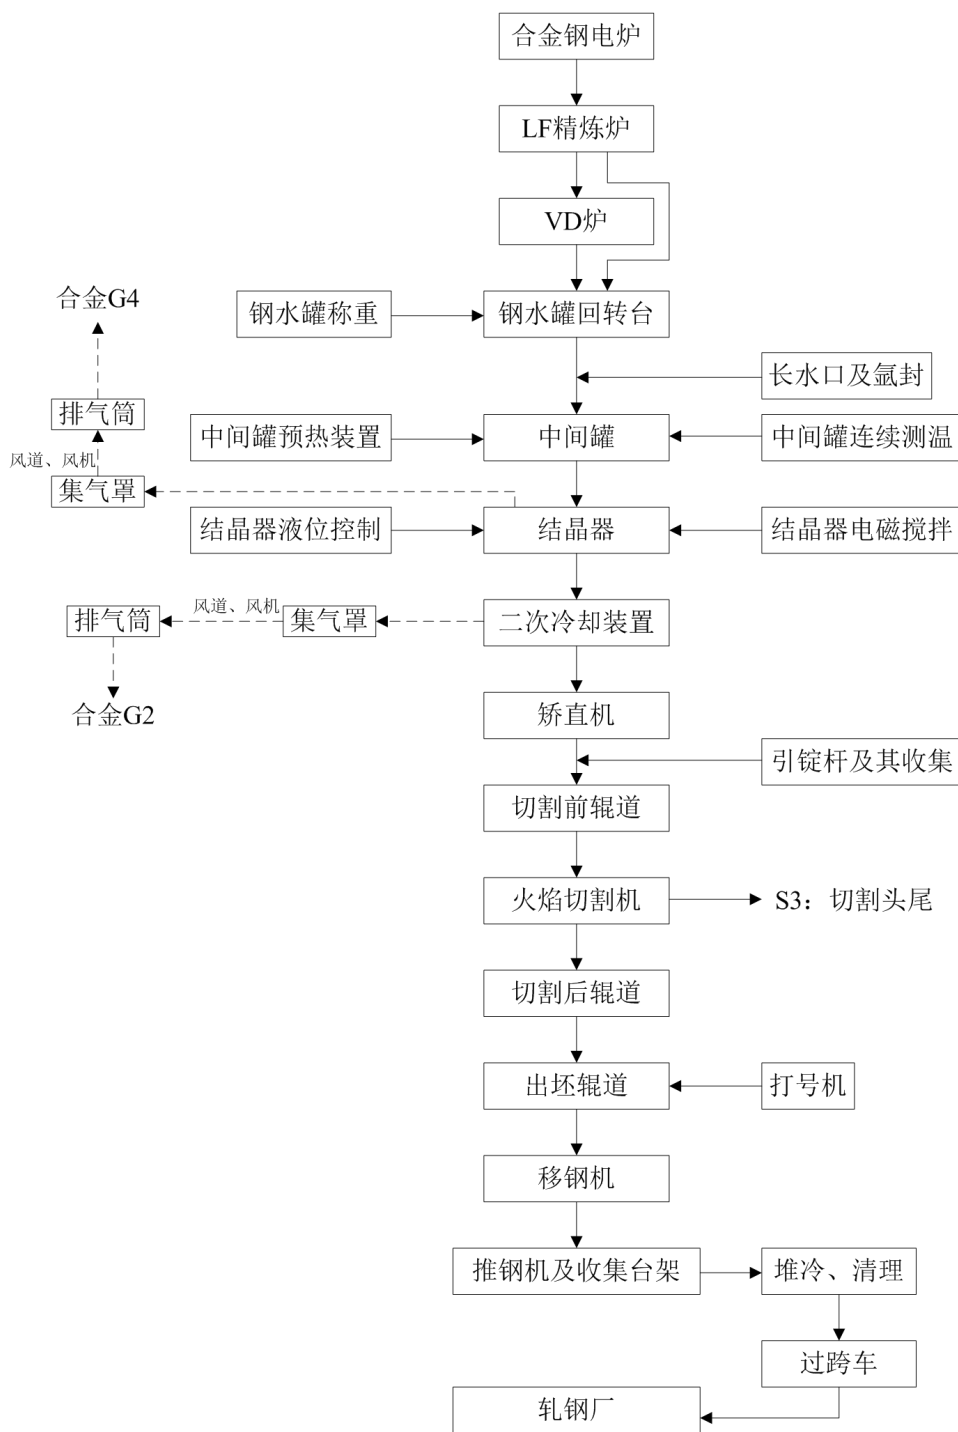 合金钢电炉
LF精炼炉
VD炉
合金G4
钢水罐称重
钢水罐回转台
长水口及氩封
排气筒
中间罐预热装置
中间罐
中间罐连续测温
风道、风机
集气罩
结晶器液位控制
结晶器
结晶器电磁搅拌
排气筒
风道、风机
集气罩
二次冷却装置
合金G2
矫直机
引锭杆及其收集
切割前辊道
火焰切割机
S3：切割头尾
切割后辊道
出坯辊道
打号机
移钢机
推钢机及收集台架
堆冷、清理
过跨车
轧钢厂